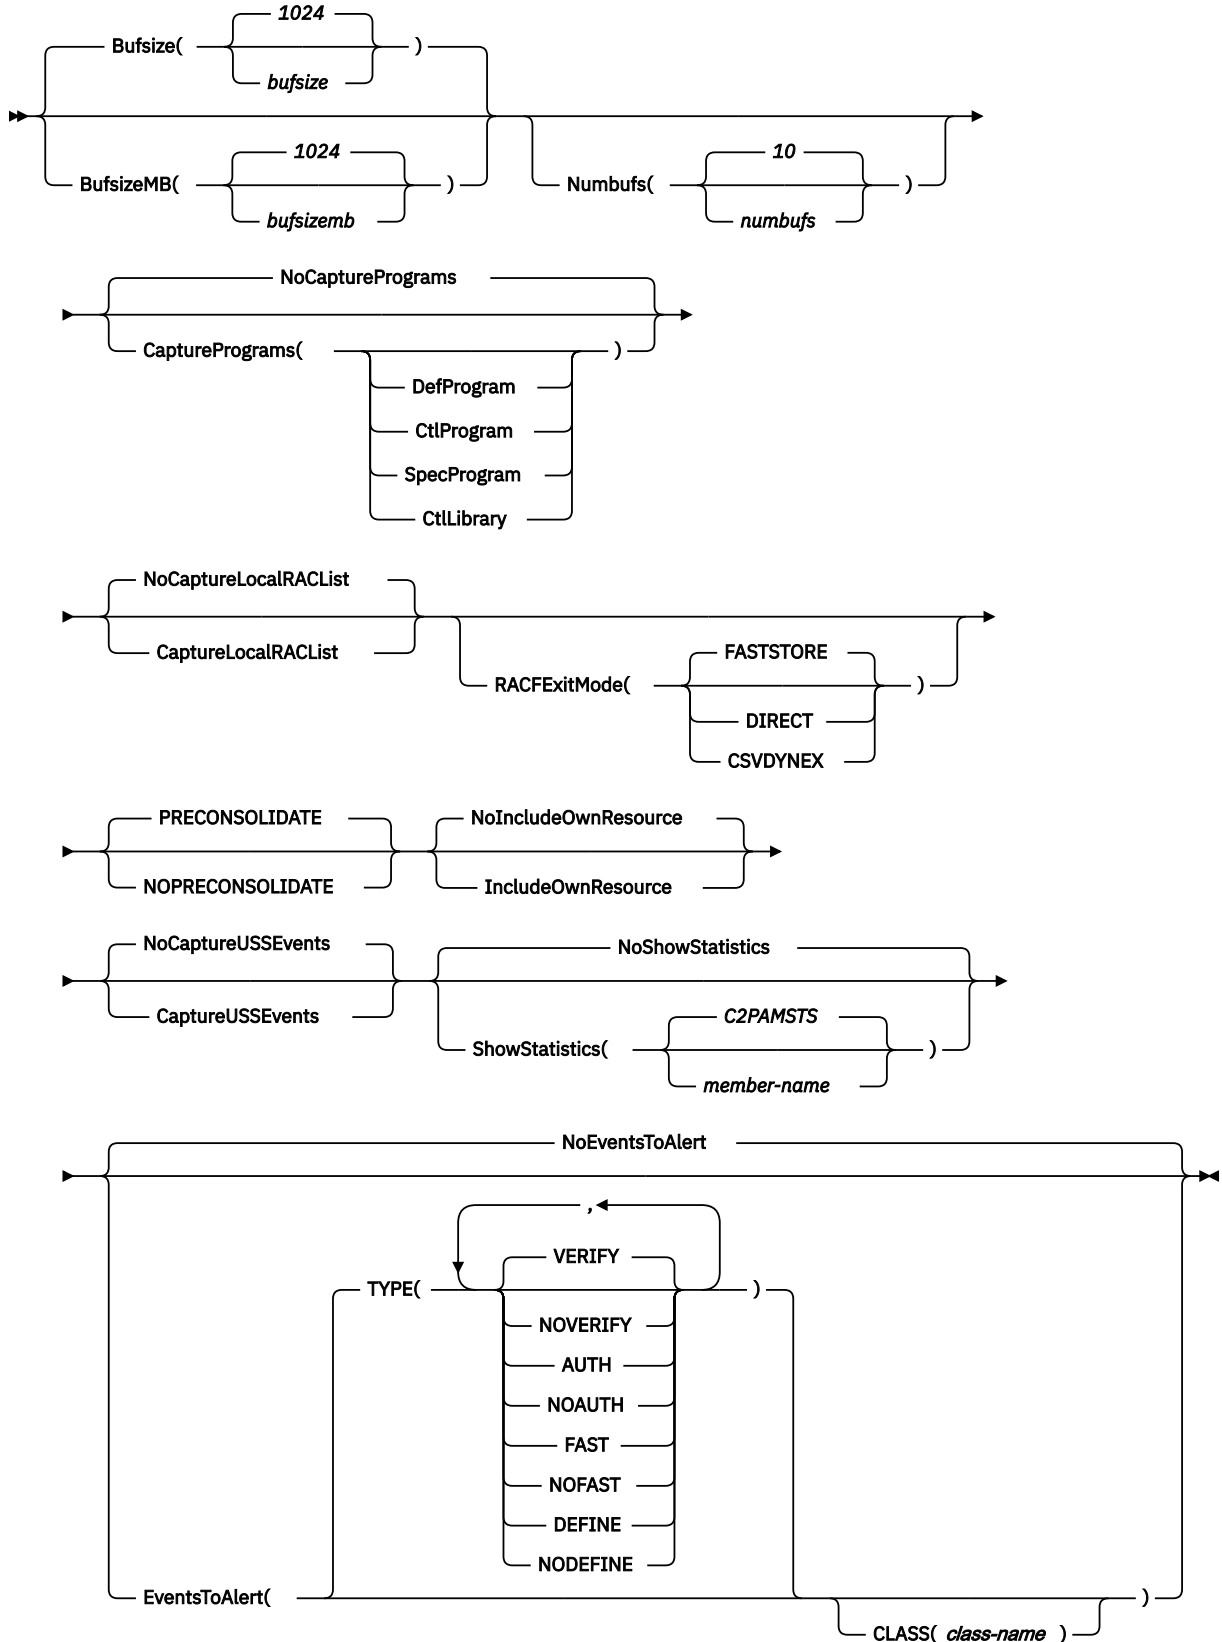 1024
Bufsize( )
bufsize
1024
BufsizeMB( )
bufsizemb
10
Numbufs( )
numbufs
NoCapturePrograms
CapturePrograms( )
DefProgram
CtlProgram
SpecProgram
CtlLibrary
NoCaptureLocalRACList
CaptureLocalRACList
FASTSTORE
RACFExitMode( )
DIRECT
CSVDYNEX
PRECONSOLIDATE
NOPRECONSOLIDATE
NoIncludeOwnResource
IncludeOwnResource
NoCaptureUSSEvents
CaptureUSSEvents
NoShowStatistics
C2PAMSTS
ShowStatistics( )
member-name
NoEventsToAlert
,
VERIFY
TYPE( )
NOVERIFY
AUTH
NOAUTH
FAST
NOFAST
DEFINE
NODEFINE
EventsToAlert( )
CLASS( class-name )